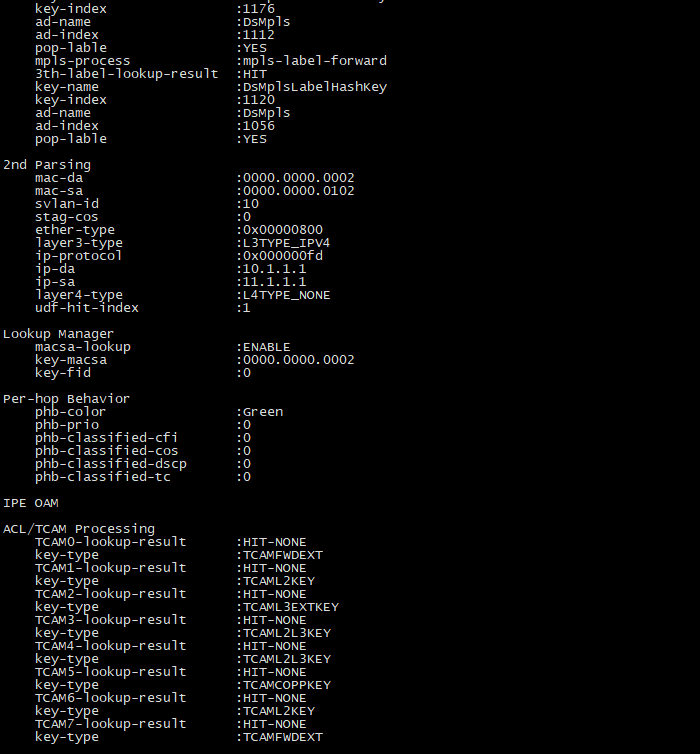 key-index :1176
ad-name :DsMpls
ad-index :1112
pop-lable :YES
mpls-process :mpls-label-forward
3th-label-lookup-result :HIT
key-name :DsMplsLabelHashKey
key-index :1120
ad-name :DsMpls
ad-index :1056
pop-lable :YES
2nd Parsing
mac-da :0000.0000.0002
mac-sa :0000.0000.0102
svlan-id :10
stag-cos :0
ether-type :0x00000800
layer3-type :L3TYPE_IPV4
ip-protocol :0x000000fd
ip-da :10.1.1.1
ip-sa :11.1.1.1
layer4-type :L4TYPE_NONE
udf-hit-index :1
Lookup Manager
macsa-lookup :ENABLE
key-macsa :0000.0000.0002
key-fid :0
Per-hop Behavior
phb-color :Green
phb-prio :0
phb-classified-cfi :0
phb-classified-cos :0
phb-classified-dscp :0
phb-classified-tc :0
IPE OAM
ACL/TCAM Processing
TCAM0-lookup-result :HIT-NONE
key-type :TCAMFWDEXT
TCAM1-lookup-result :HIT-NONE
key-type :TCAML2KEY
TCAM2-lookup-result :HIT-NONE
key-type :TCAML3EXTKEY
TCAM3-lookup-result :HIT-NONE
key-type :TCAML2L3KEY
TCAM4-lookup-result :HIT-NONE
key-type :TCAML2L3KEY
TCAM5-lookup-result :HIT-NONE
key-type :TCAMCOPPKEY
TCAM6-lookup-result :HIT-NONE
key-type :TCAML2KEY
TCAM7-lookup-result :HIT-NONE
key-type :TCAMFWDEXT